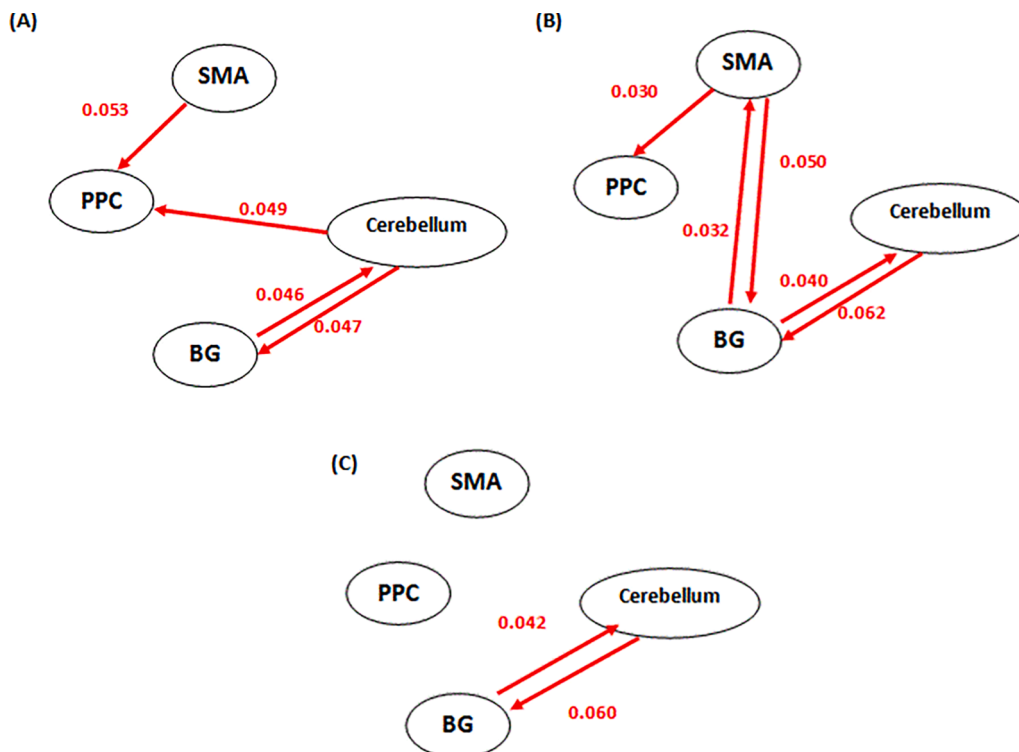 (A)
SMA
0.053
PPC
0.049
Cerebellum
0.046
0.047
BG
(B)
SMA
0.030
0.050
PPC
0.032
Cerebellum
0.040
0.062
BG
(C)
SMA
PPC
Cerebellum
0.042
0.060
BG